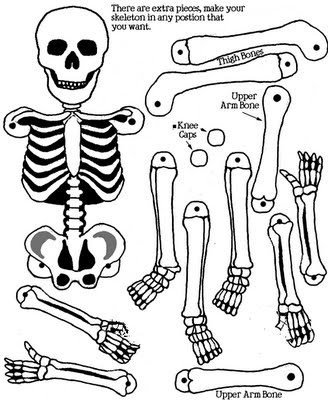 There are extra pieces, make your
skeleton in any postion that
you want.
Thigh Bones
Upper
Arm Bone
Knee
Caps
Upper Arm Bone